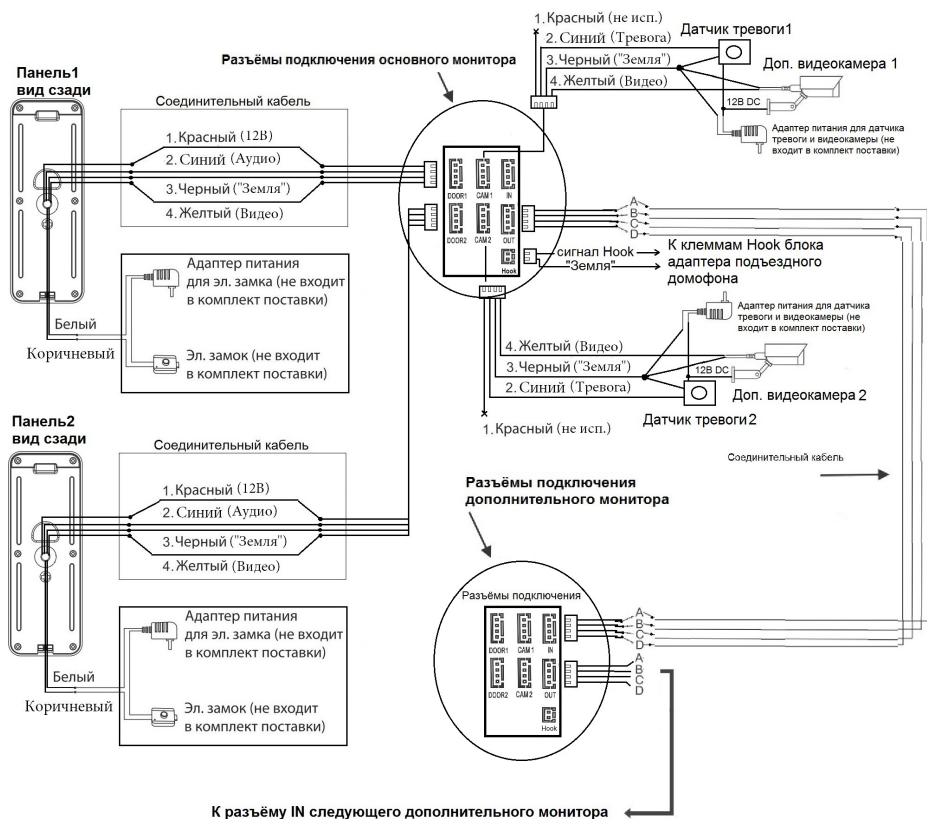 Панель1
вид сзади
Соединительный кабель
1.Красный (12В)
2. Синий (Аудио)
3.Черный ("Земля")
4. Желтый (Видео)
Адаптер питания
для эл. замка (не входит
в комплект поставки)
Белый
Коричневый
Эл. замок (не входит
в комплект поставки)
Разъёмы подключения основного монитора
1.Красный (не исп.)
2. Синий (Тревога)
3.Черный ("Земля")
4. Желтый (Видео)
Датчик тревоги1
Доп. видеокамера 1
12В DC
Адаптер питания для датчика
тревоги и видеокамеры (не
входит в комплект поставки)
DOOR1
CAM 1
IN
DOOR2
CAM 2
OUT
Hook
A
B
C
D
сигнал Hook
"Земля"
К клеммам Hook блока
адаптера подъездного
домофона
Адаптер питания для датчика
тревоги и видеокамеры (не
входит в комплект поставки)
4. Желтый (Видео)
3. Черный ("Земля")
2. Синий (Тревога)
1. Красный (не исп.)
12В DC
Доп. видеокамера 2
Датчик тревоги2
Соединительный кабель
Панель2
вид сзади
Соединительный кабель
1.Красный (12В)
2. Синий (Аудио)
3.Черный ("Земля")
4. Желтый (Видео)
Адаптер питания
для эл. замка (не входит
в комплект поставки)
Белый
Коричневый
Эл. замок (не входит
в комплект поставки)
Разъёмы подключения
дополнительного монитора
Разъёмы подключения
DOOR1
CAM 1
IN
DOOR2
CAM 2
OUT
Hook
A
B
C
D
A
B
C
D
К разъёму IN следующего дополнительного монитора